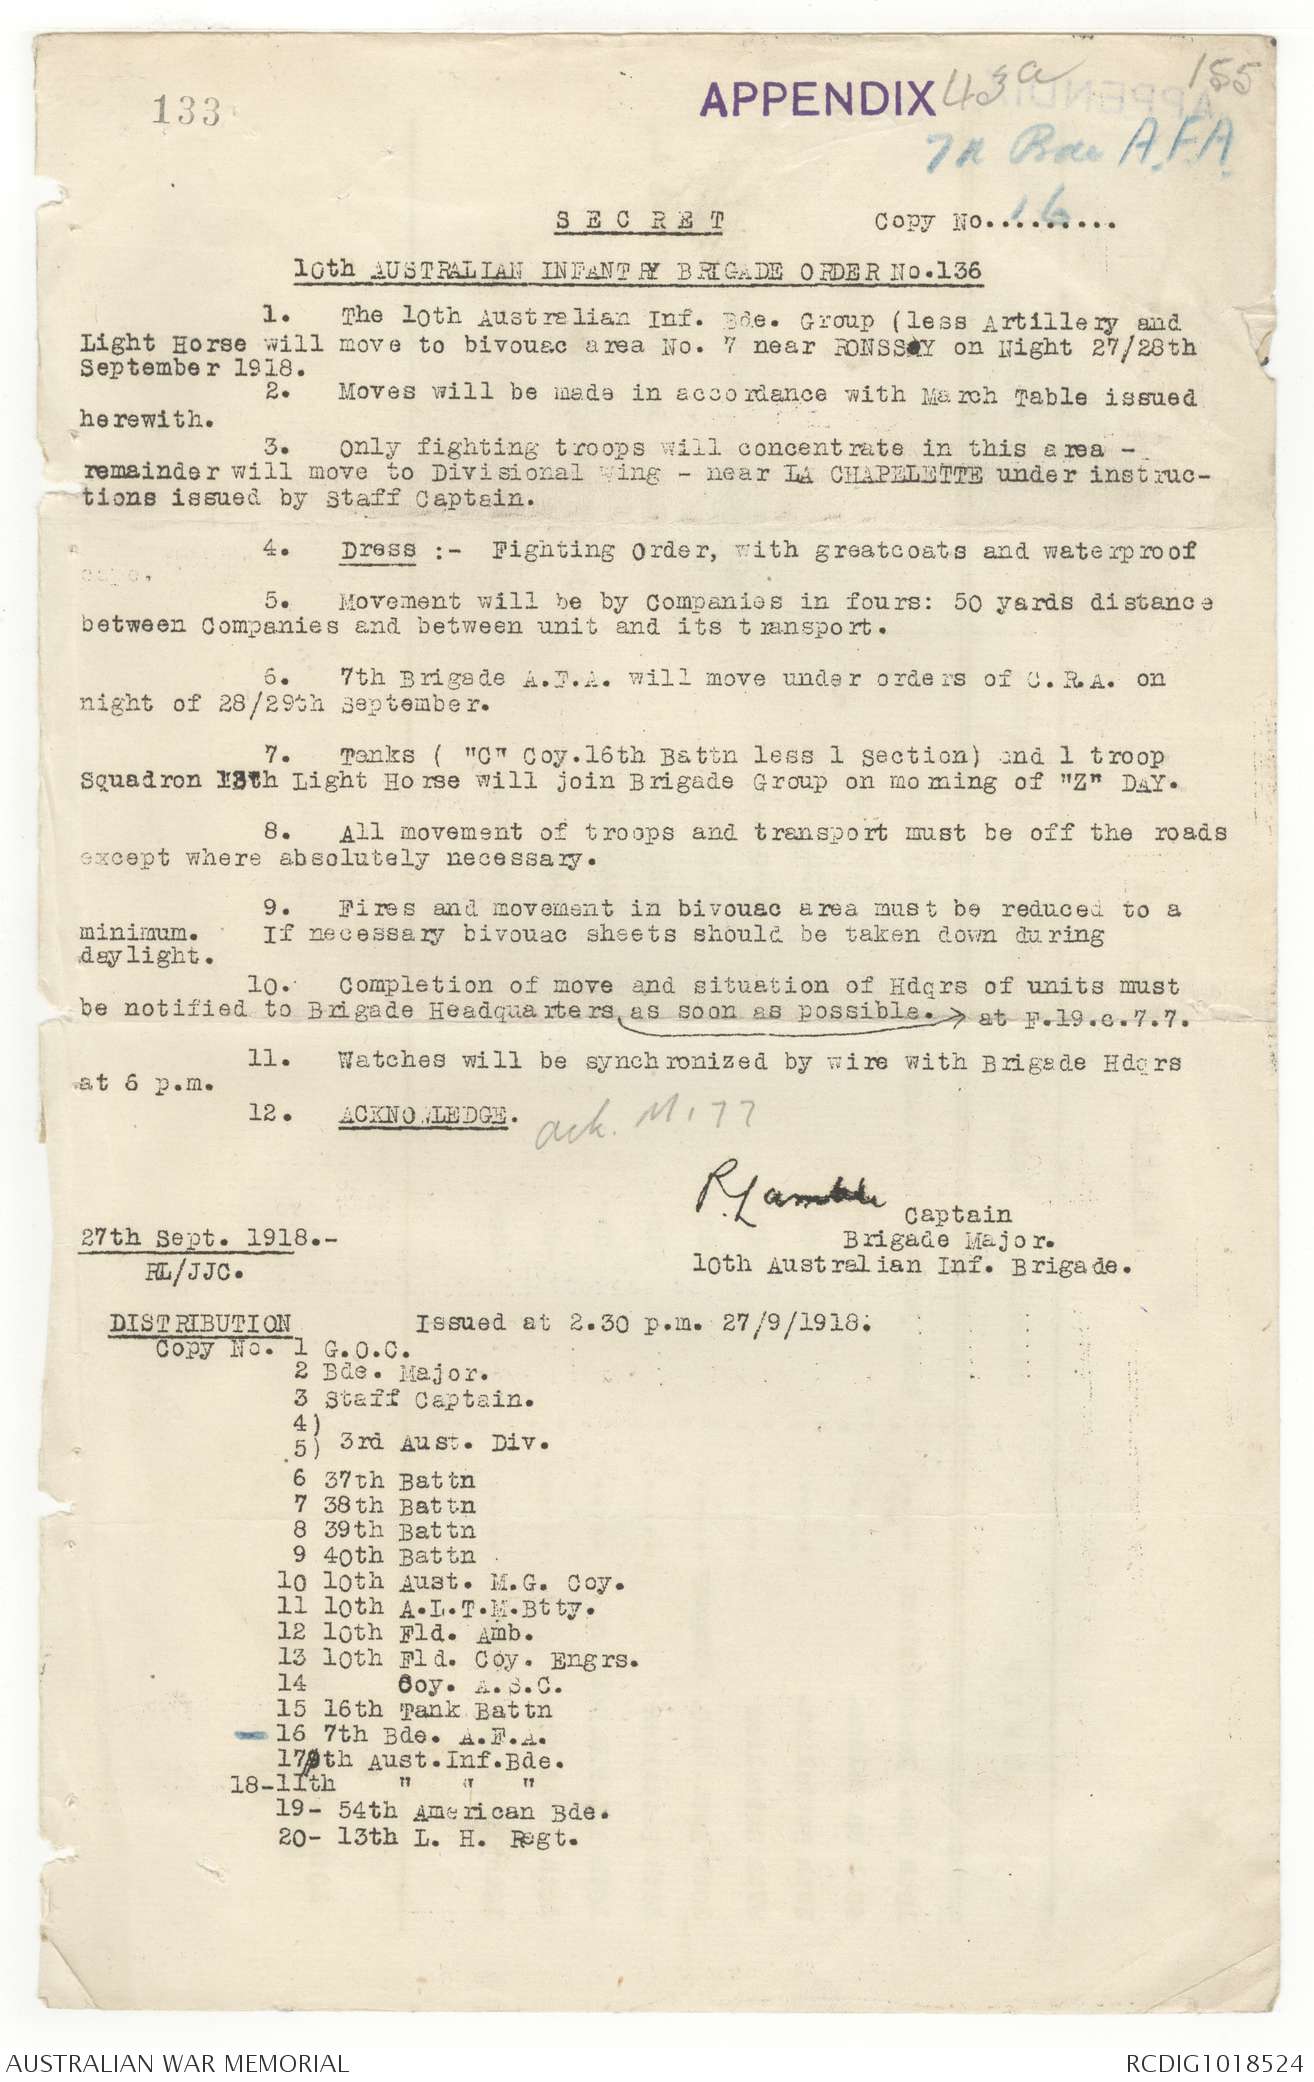 133
APPENDIX 43a
155
7th Bde A.F.A.
SECRET
Copy No. 16
10th AUSTRALIAN INFANTRY BRIGADE ORDER No.136
1. The 10th Australian Inf. Bde. Group (less Artillery and
Light Horse will move to bivouac area No. 7 near RONSSOY on Night 27/28th
September 1918.
2. Moves will be made in accordance with March Table issued
herewith.
3. Only fighting troops will concentrate in this area -
remainder will move to Divisional Wing - near LA CHAPELETTE under instruc-
tions issued by Staff Captain.
4. Dress :- Fighting Order, with greatcoats and waterproof
cape.
5. Movement will be by Companies in fours: 50 yards distance
between Companies and between unit and its transport.
6. 7th Brigade A.F.A. will move under orders of C.R.A. on
night of 28/29th September.
7. Tanks ( "C" Coy.16th Battn less 1 Section) and 1 troop
Squadron 13th Light Horse will join Brigade Group on morning of "Z" DAY.
8. All movement of troops and transport must be off the roads
except where absolutely necessary.
9. Fires and movement in bivouac area must be reduced to a
minimum. If necessary bivouac sheets should be taken down during
daylight.
10. Completion of move and situation of Hdqrs of units must
be notified to Brigade Headquarters as soon as possible. at F.19.c.7.7.
11. Watches will be synchronized by wire with Brigade Hdqrs
at 6 p.m.
12. ACKNOWLEDGE.
ack. M.177
R Lamble
Captain
27th Sept. 1918.-
Brigade Major.
RL/JJC.
10th Australian Inf. Brigade.
DISTRIBUTION Issued at 2.30 p.m. 27/9/1918.
Copy No. 1 G.O.C.
2 Bde. Major.
3 Staff Captain.
4)
5) 3rd Aust. Div.
6 37th Battn
7 38th Battn
8 39th Battn
9 40th Battn
10 10th Aust. M.G. Coy.
11 10th A.L.T.M.Btty.
12 10th Fld. Amb.
13 10th Fld. Coy. Engrs.
14 Coy. A.S.C.
15 16th Tank Battn
16 7th Bde. A.F.A.
17 9th Aust.Inf.Bde.
18-11th " " "
19- 54th American Bde.
20- 13th L. H. Regt.
AUSTRALIAN WAR MEMORIAL
RCDIG1018524